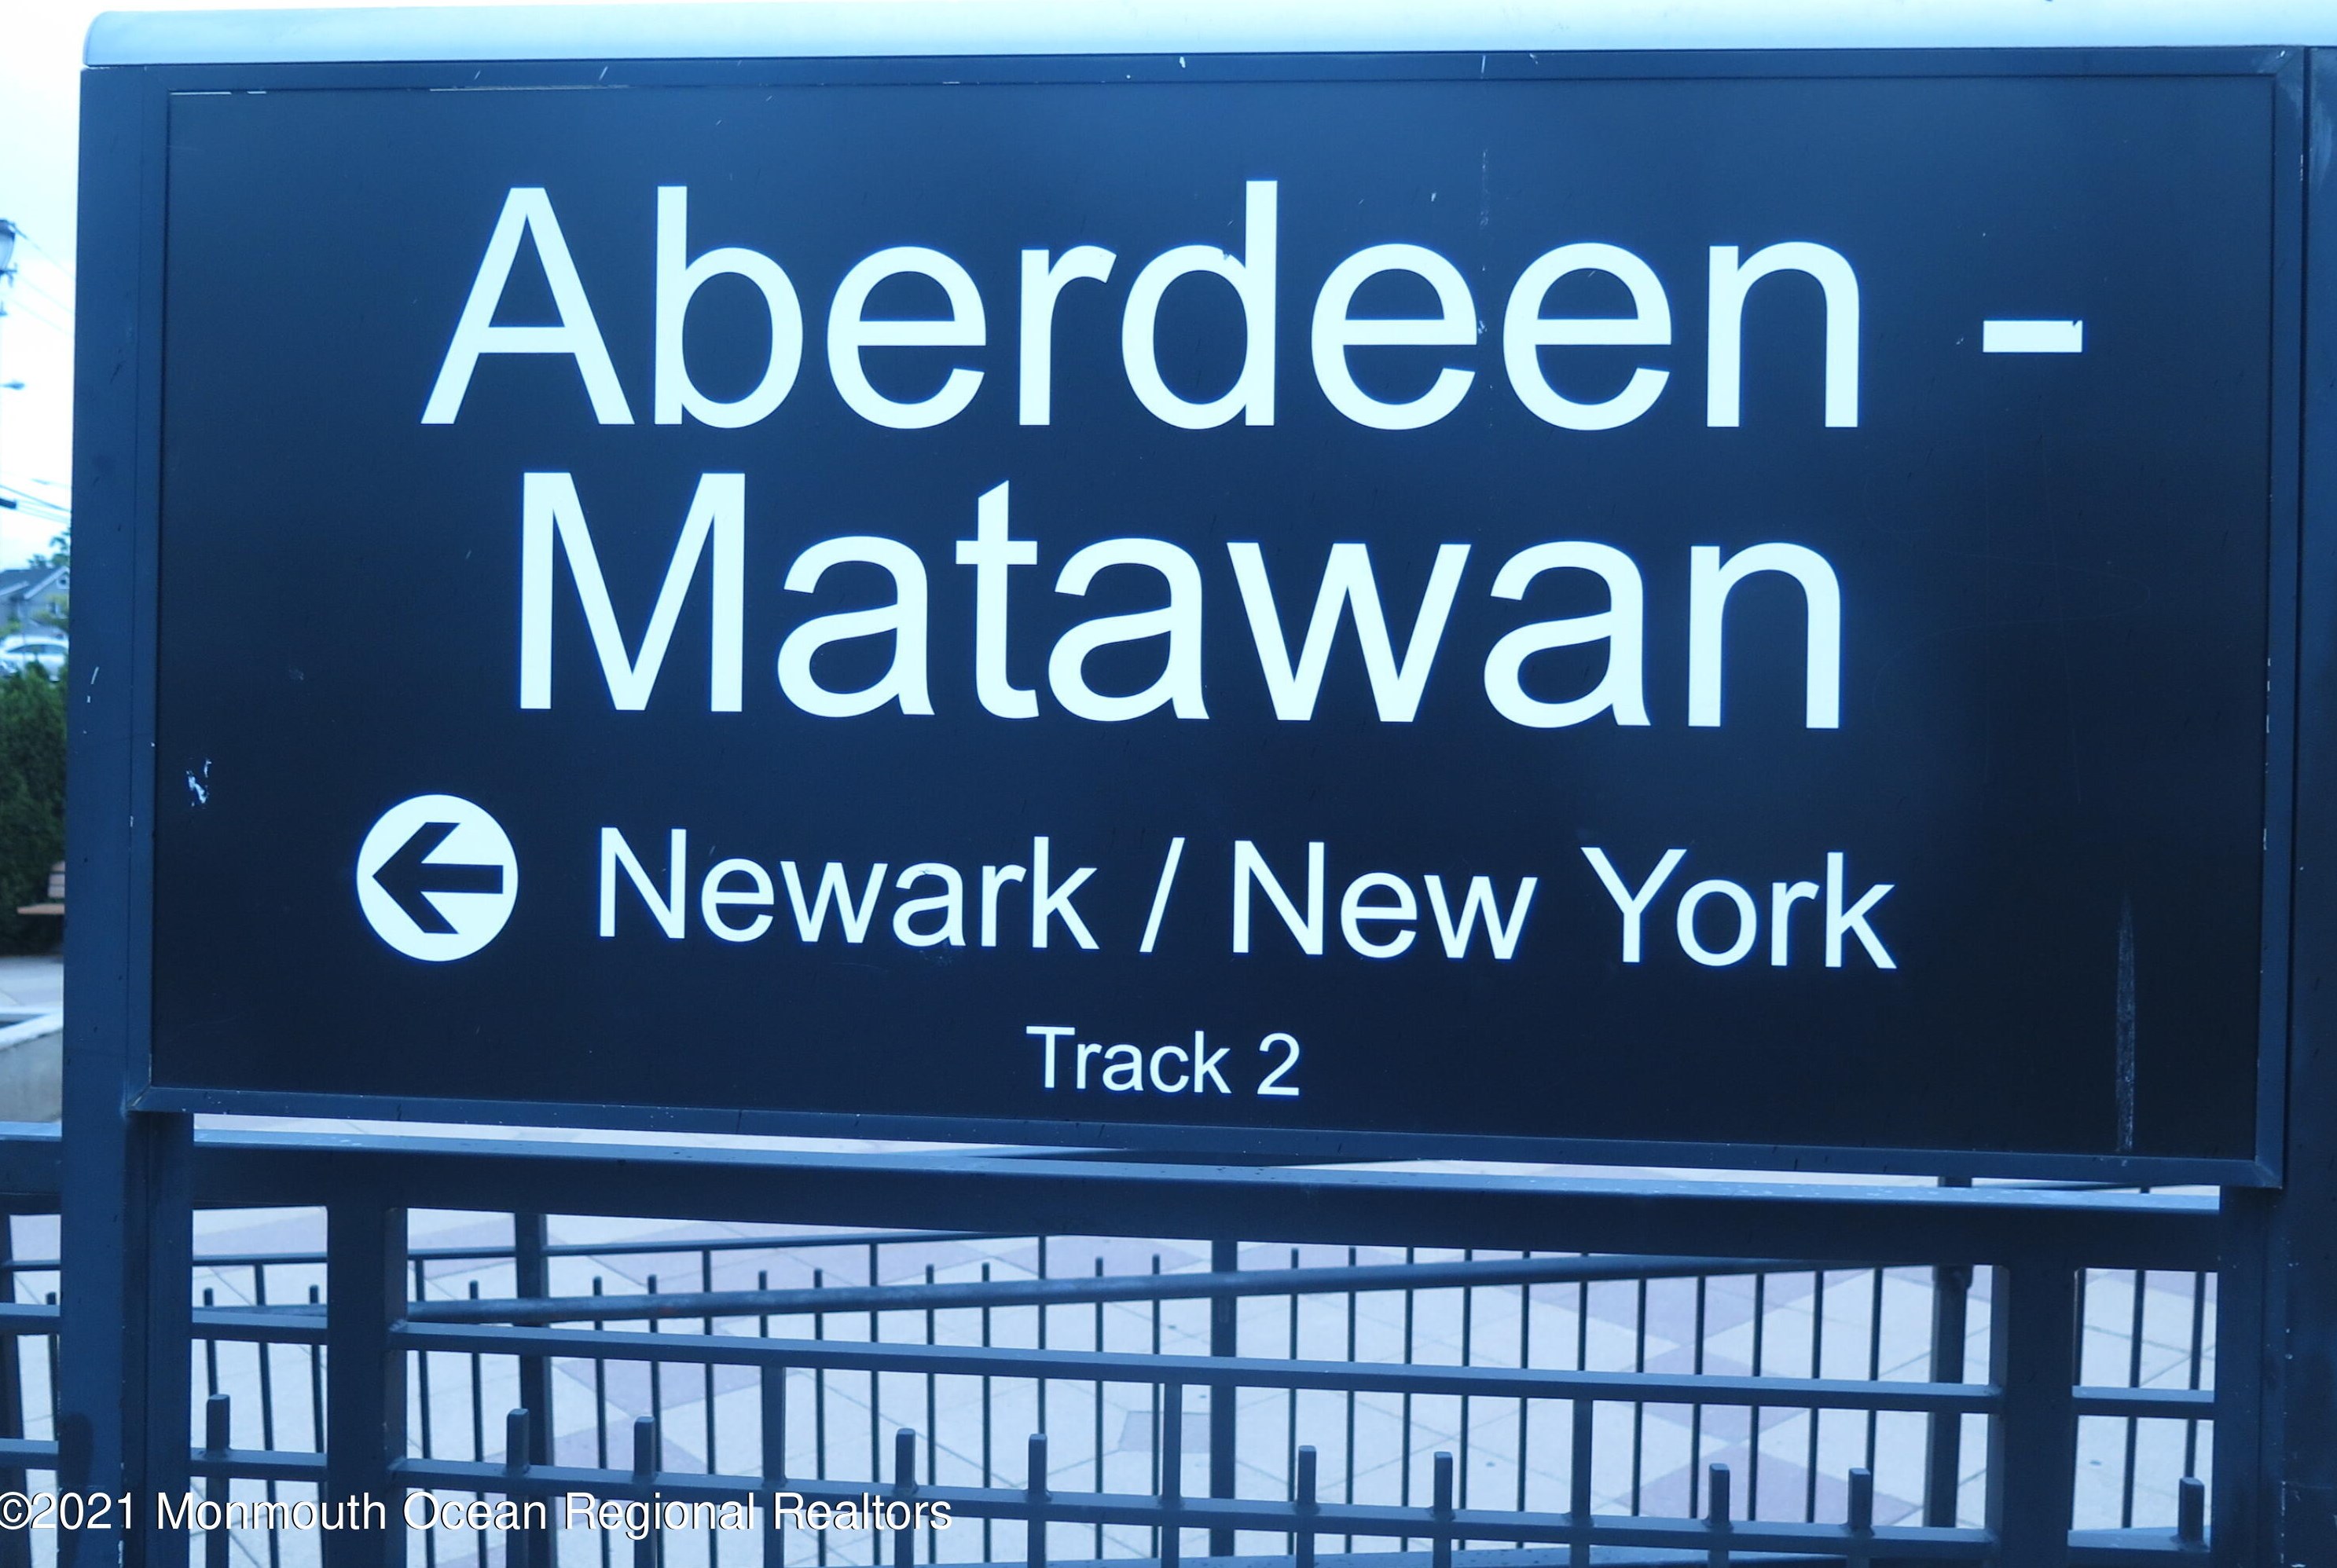 Aberdeen -
Matawan
Newark / New York
Track 2
©2021 Monmouth Ocean Regional Realtors